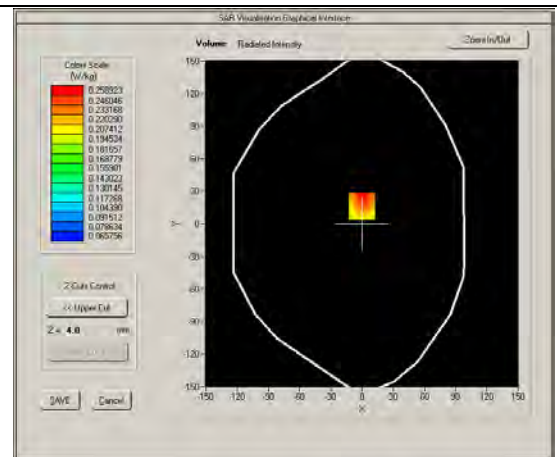 SAR Visualisation Graphical Interface
Volume Radiated Intensity
Zoom In/Out
Colour Scale
(W/kg)
0.258923
0.246046
0.233168
0.220290
0.207412
0.194534
0.181657
0.168779
0.155901
0.143023
0.130145
0.117268
0.104390
0.091512
0.078634
0.065756
150
120
90
60
30
0
-30
-60
-90
-120
-150
Y
-150 -120 -90 -60 -30 0 30 60 90 120 150
X
Z Cuts Control
<< Upper Cut
Z = 4.0 mm
SAVE Cancel